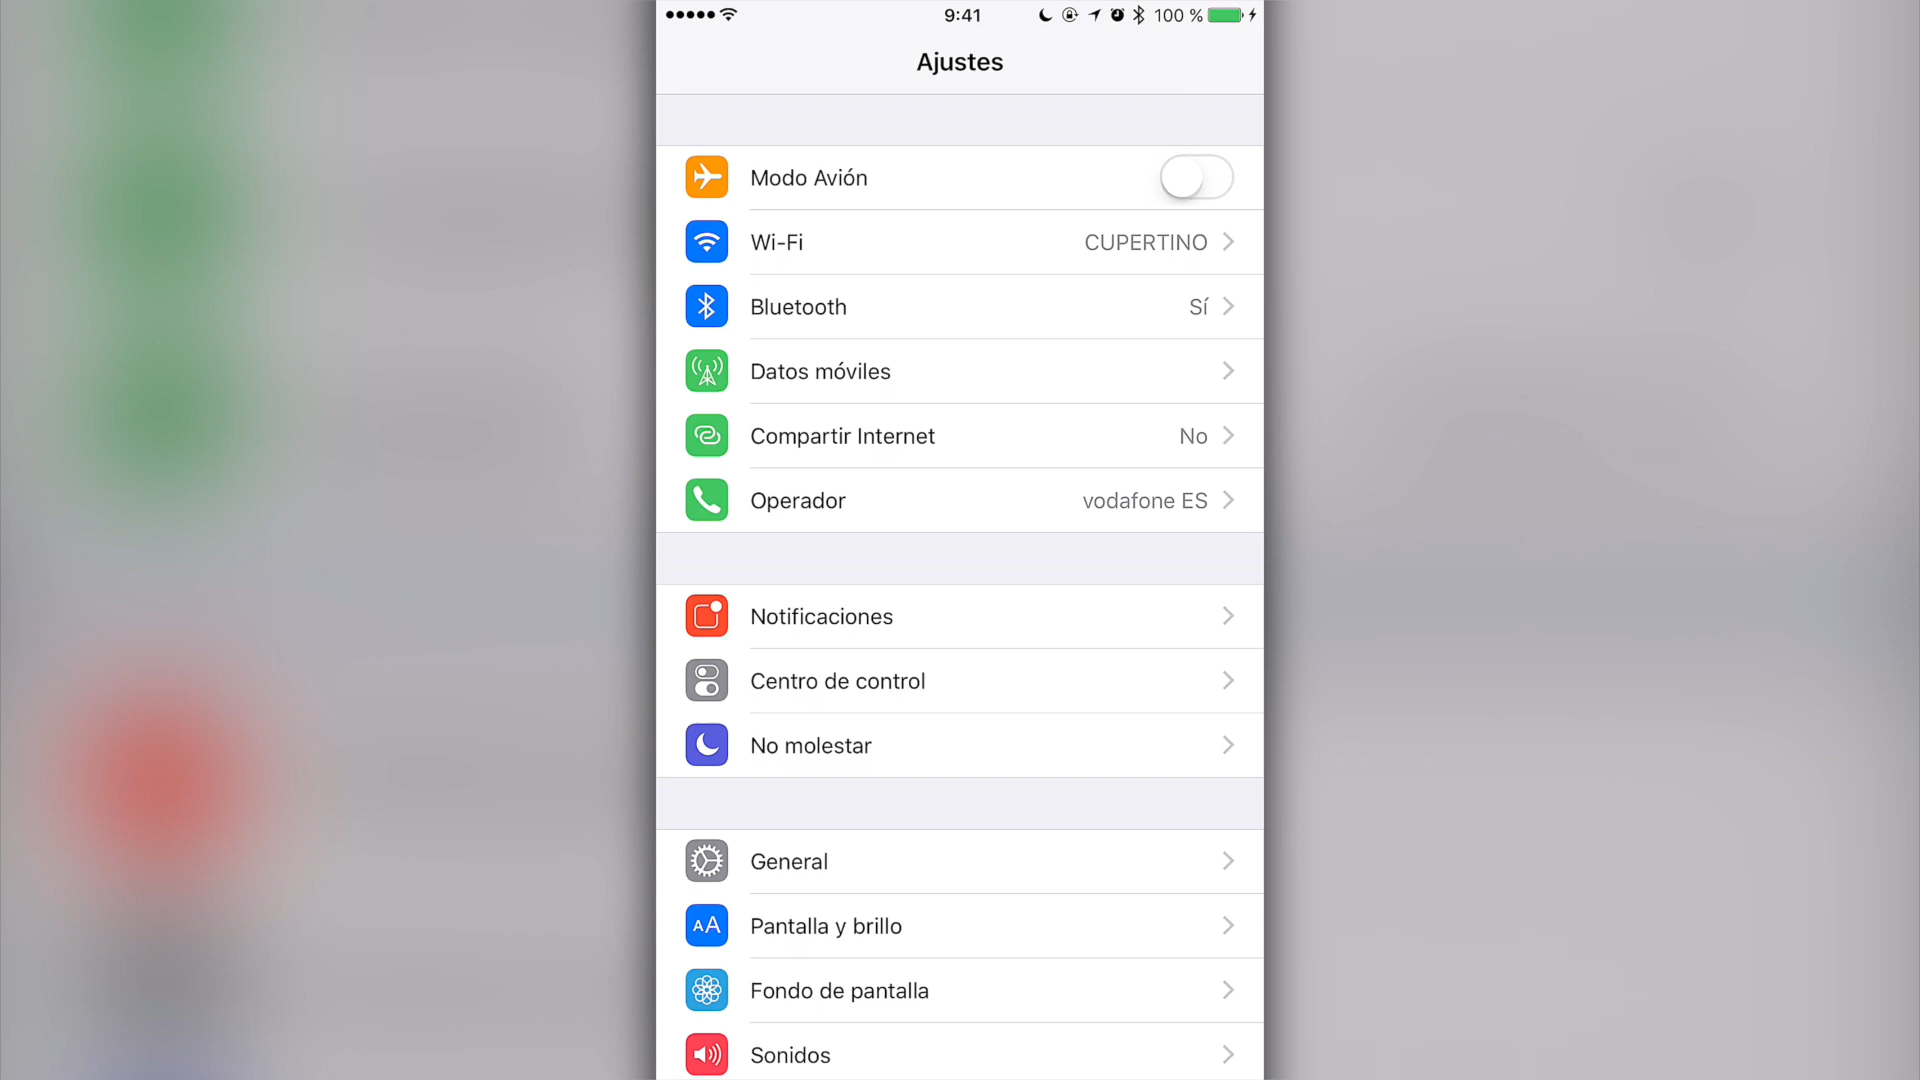 9:41 100 %
Ajustes
Modo Avión
Wi-Fi CUPERTINO
Bluetooth Sí
Datos móviles
Compartir Internet No
Operador vodafone ES
Notificaciones
Centro de control
No molestar
General
AA Pantalla y brillo
Fondo de pantalla
Sonidos